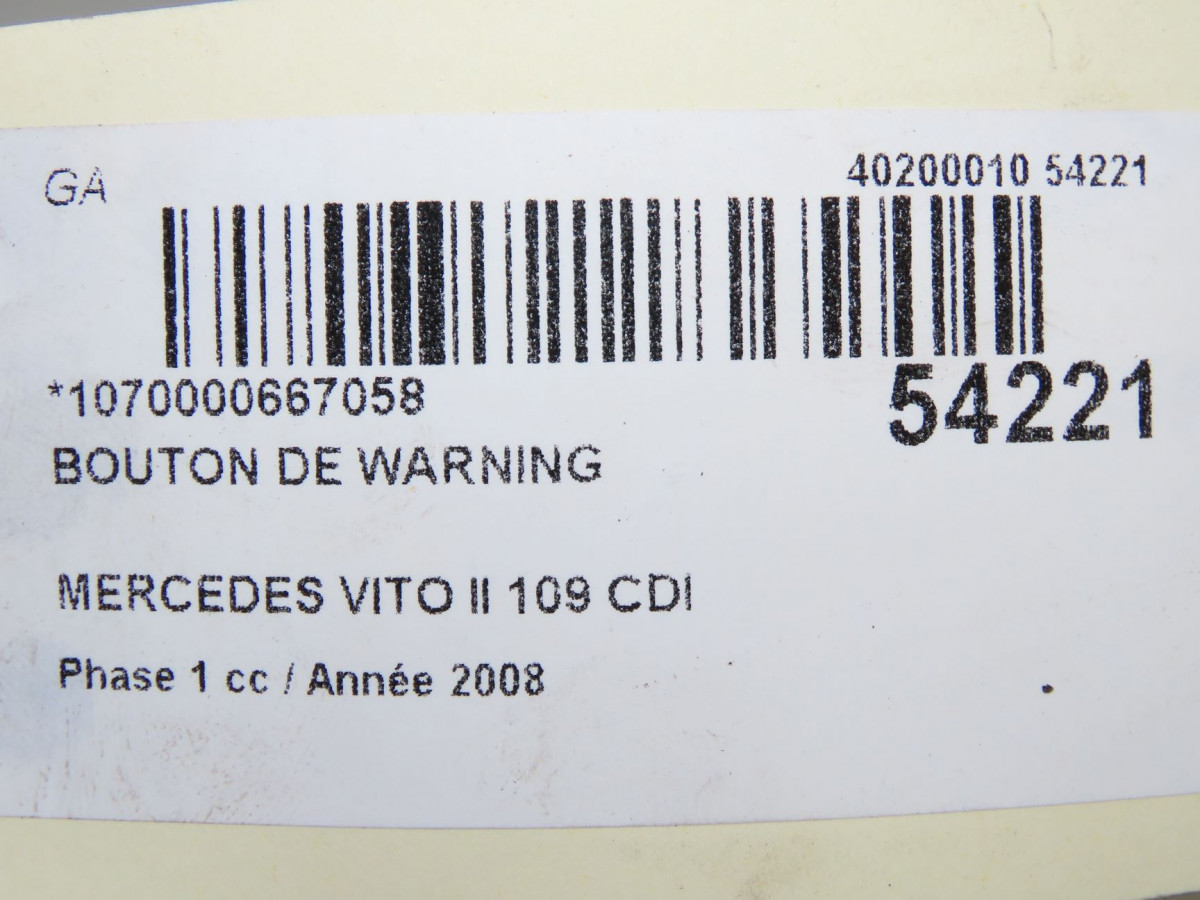 GA
40200010 54221
*1070000667058
54221
BOUTON DE WARNING
MERCEDES VITO II 109 CDI
Phase 1 cc / Année 2008